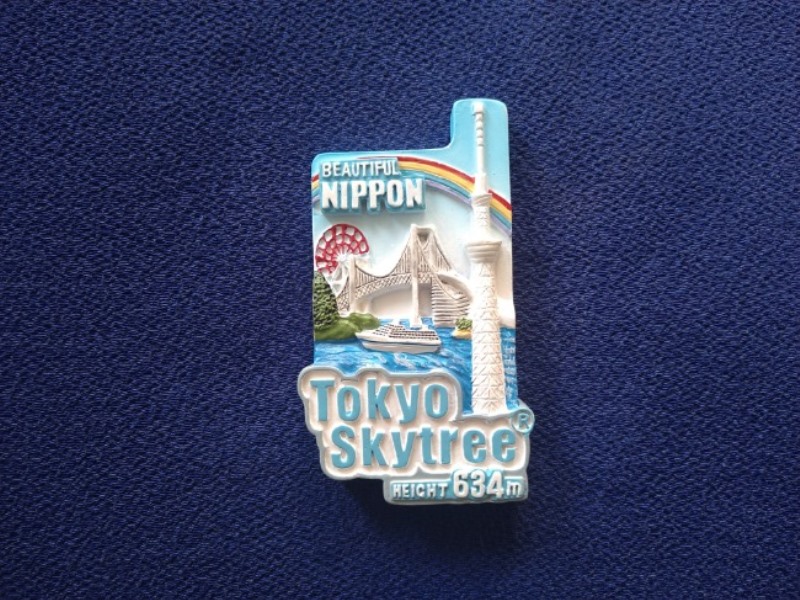 BEAUTIFUL
NIPPON
Tokyo
Skytree®
HEIGHT 634m